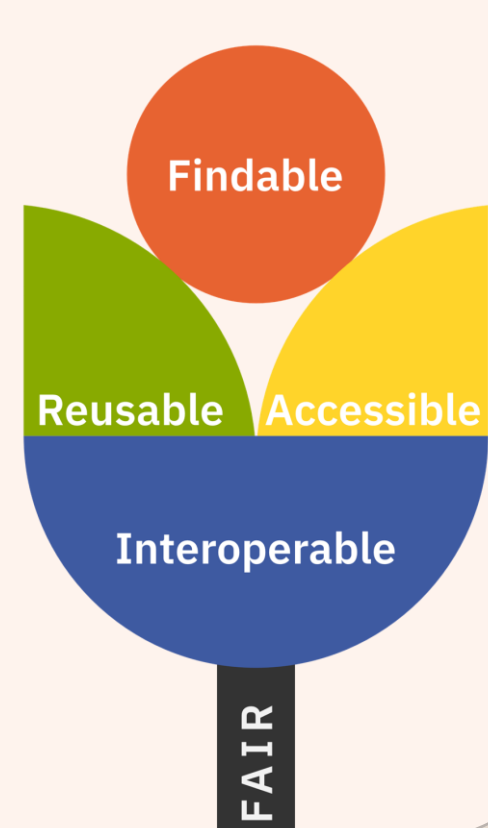 Findable
Reusable
Accessible
Interoperable
FAIR